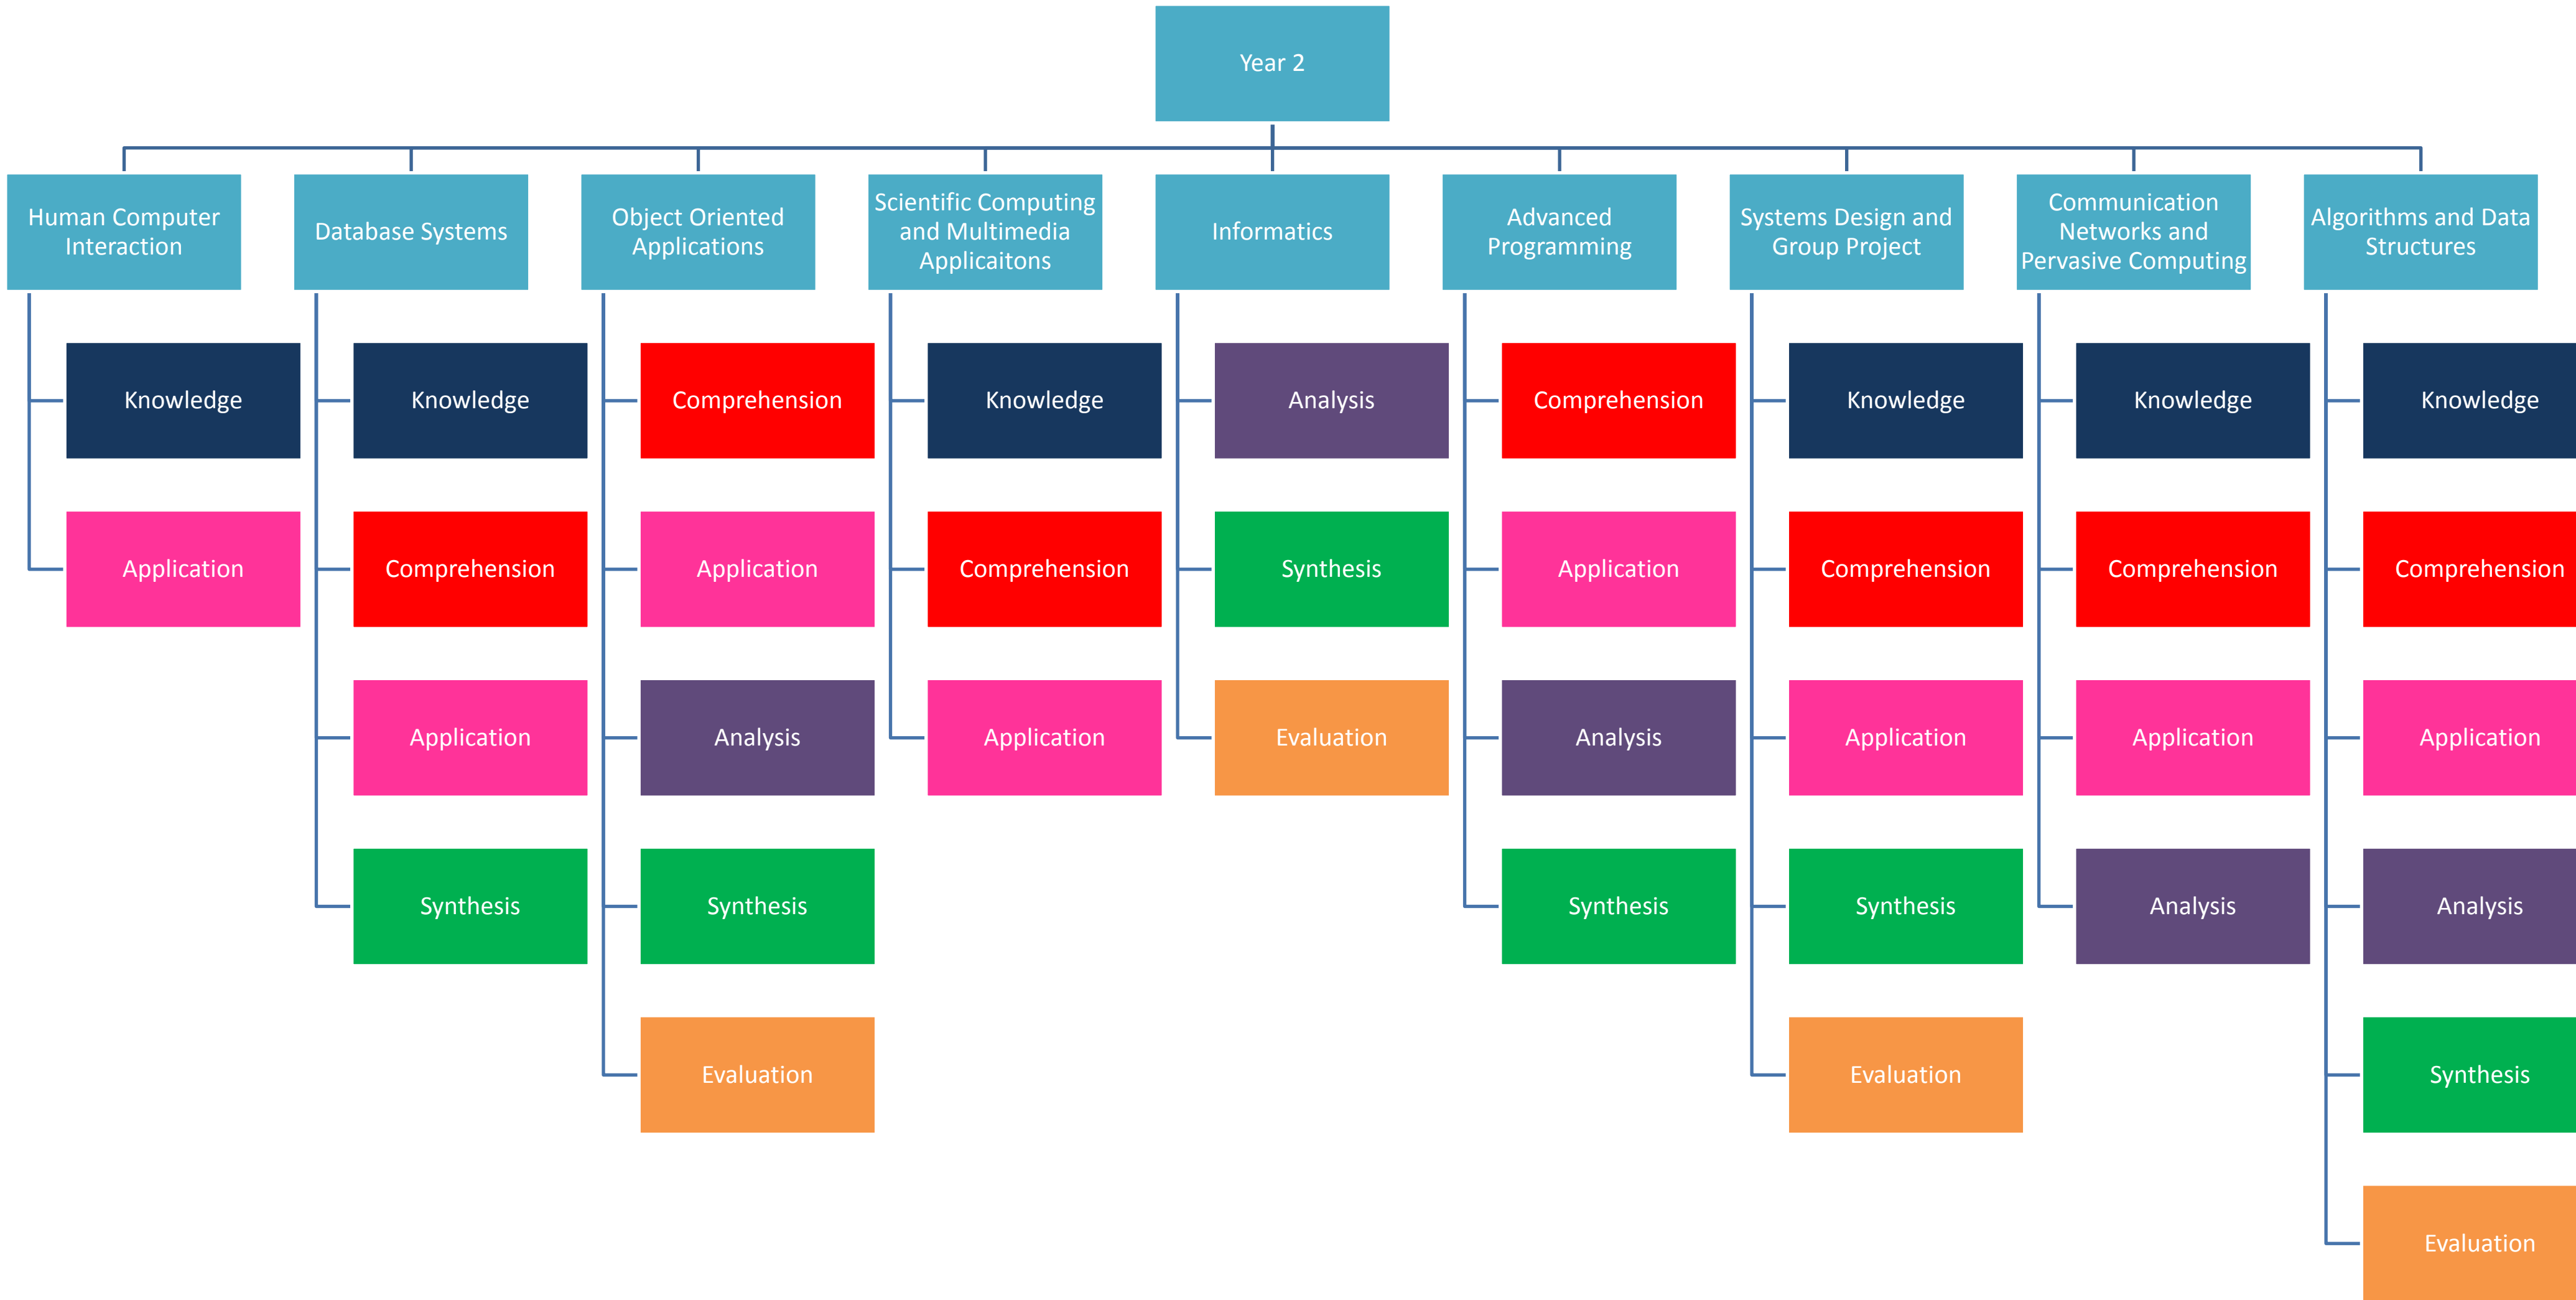 Year 2
Human Computer
Interaction
Database Systems
Object Oriented
Applications
Scientific Computing
and Multimedia
Applicaitons
Informatics
Advanced
Programming
Systems Design and
Group Project
Communication
Networks and
Pervasive Computing
Algorithms and Data
Structures
Knowledge
Application
Knowledge
Comprehension
Application
Synthesis
Comprehension
Application
Analysis
Synthesis
Evaluation
Knowledge
Comprehension
Application
Analysis
Synthesis
Evaluation
Comprehension
Application
Analysis
Synthesis
Knowledge
Comprehension
Application
Synthesis
Evaluation
Knowledge
Comprehension
Application
Analysis
Knowledge
Comprehension
Application
Analysis
Synthesis
Evaluation